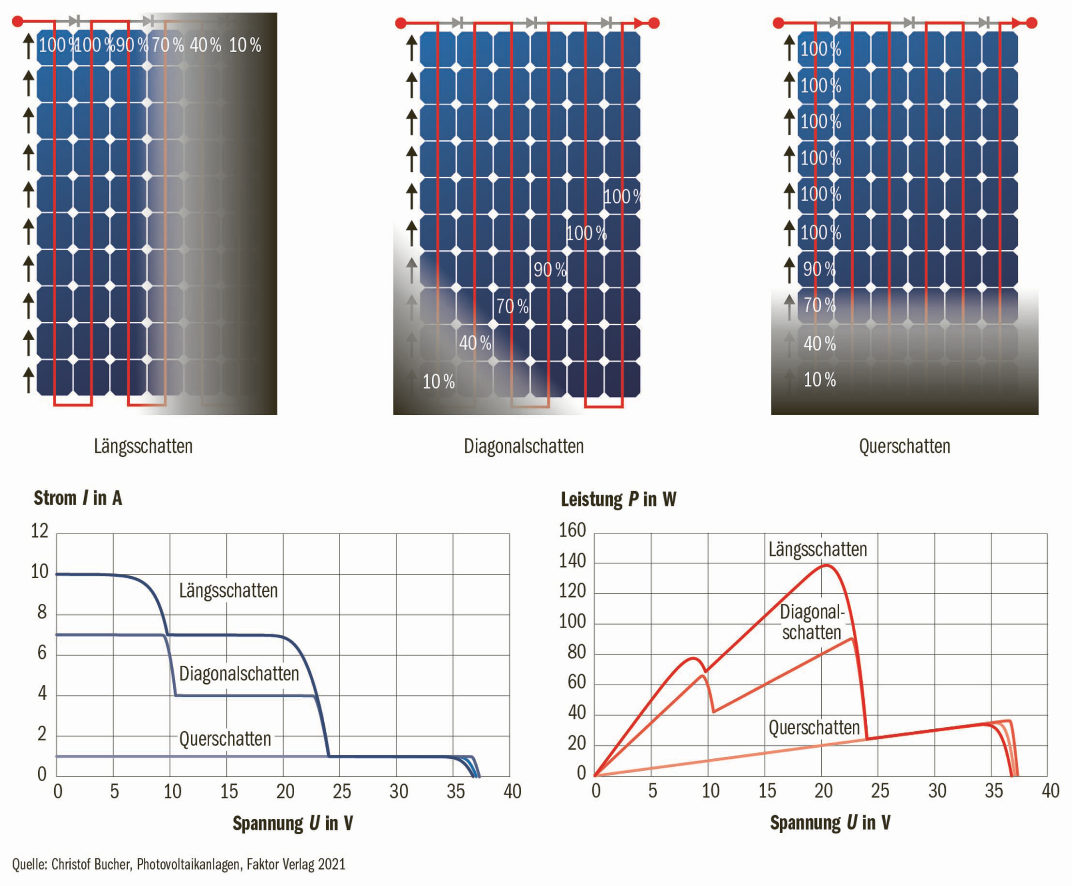 100% 100% 90% 70% 40% 10%
100%
100%
90%
70%
40%
10%
100%
100%
100%
100%
100%
100%
90%
70%
40%
10%
Längsschatten
Diagonalschatten
Querschatten
Strom I in A
12
10
8
6
4
2
0
Längsschatten
Diagonalschatten
Querschatten
0 5 10 15 20 25 30 35 40
Spannung U in V
Leistung P in W
160
140
120
100
80
60
40
20
0
Längsschatten
Diagonal-
schatten
Querschatten
0 5 10 15 20 25 30 35 40
Spannung U in V
Quelle: Christof Bucher, Photovoltaikanlagen, Faktor Verlag 2021